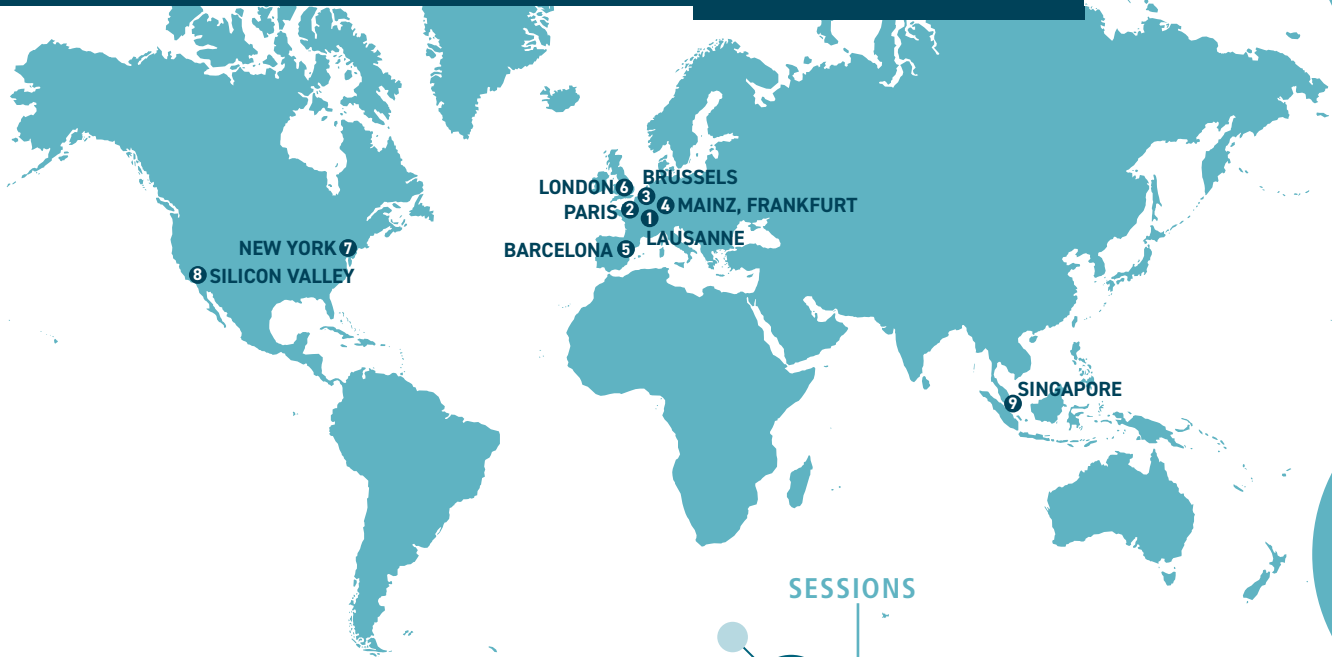 BRUSSELS
LONDON 6
3
PARIS 2
4 MAINZ, FRANKFURT
1
LAUSANNE
NEW YORK 7
BARCELONA 5
8 SILICON VALLEY
SINGAPORE
9
SESSIONS